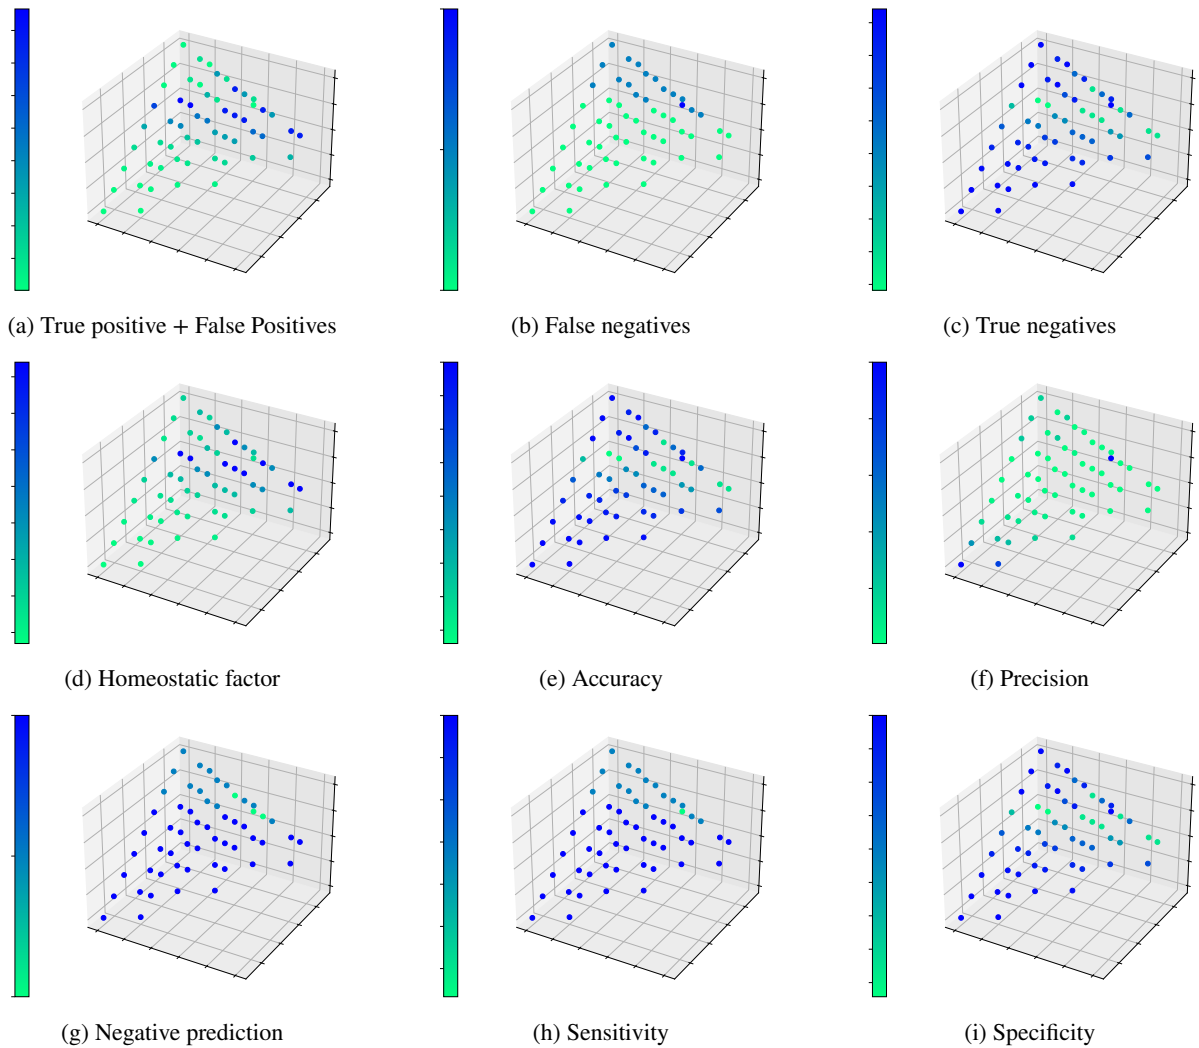 (a) True positive + False Positives
(b) False negatives
(c) True negatives
(d) Homeostatic factor
(e) Accuracy
(f) Precision
(g) Negative prediction
(h) Sensitivity
(i) Specificity